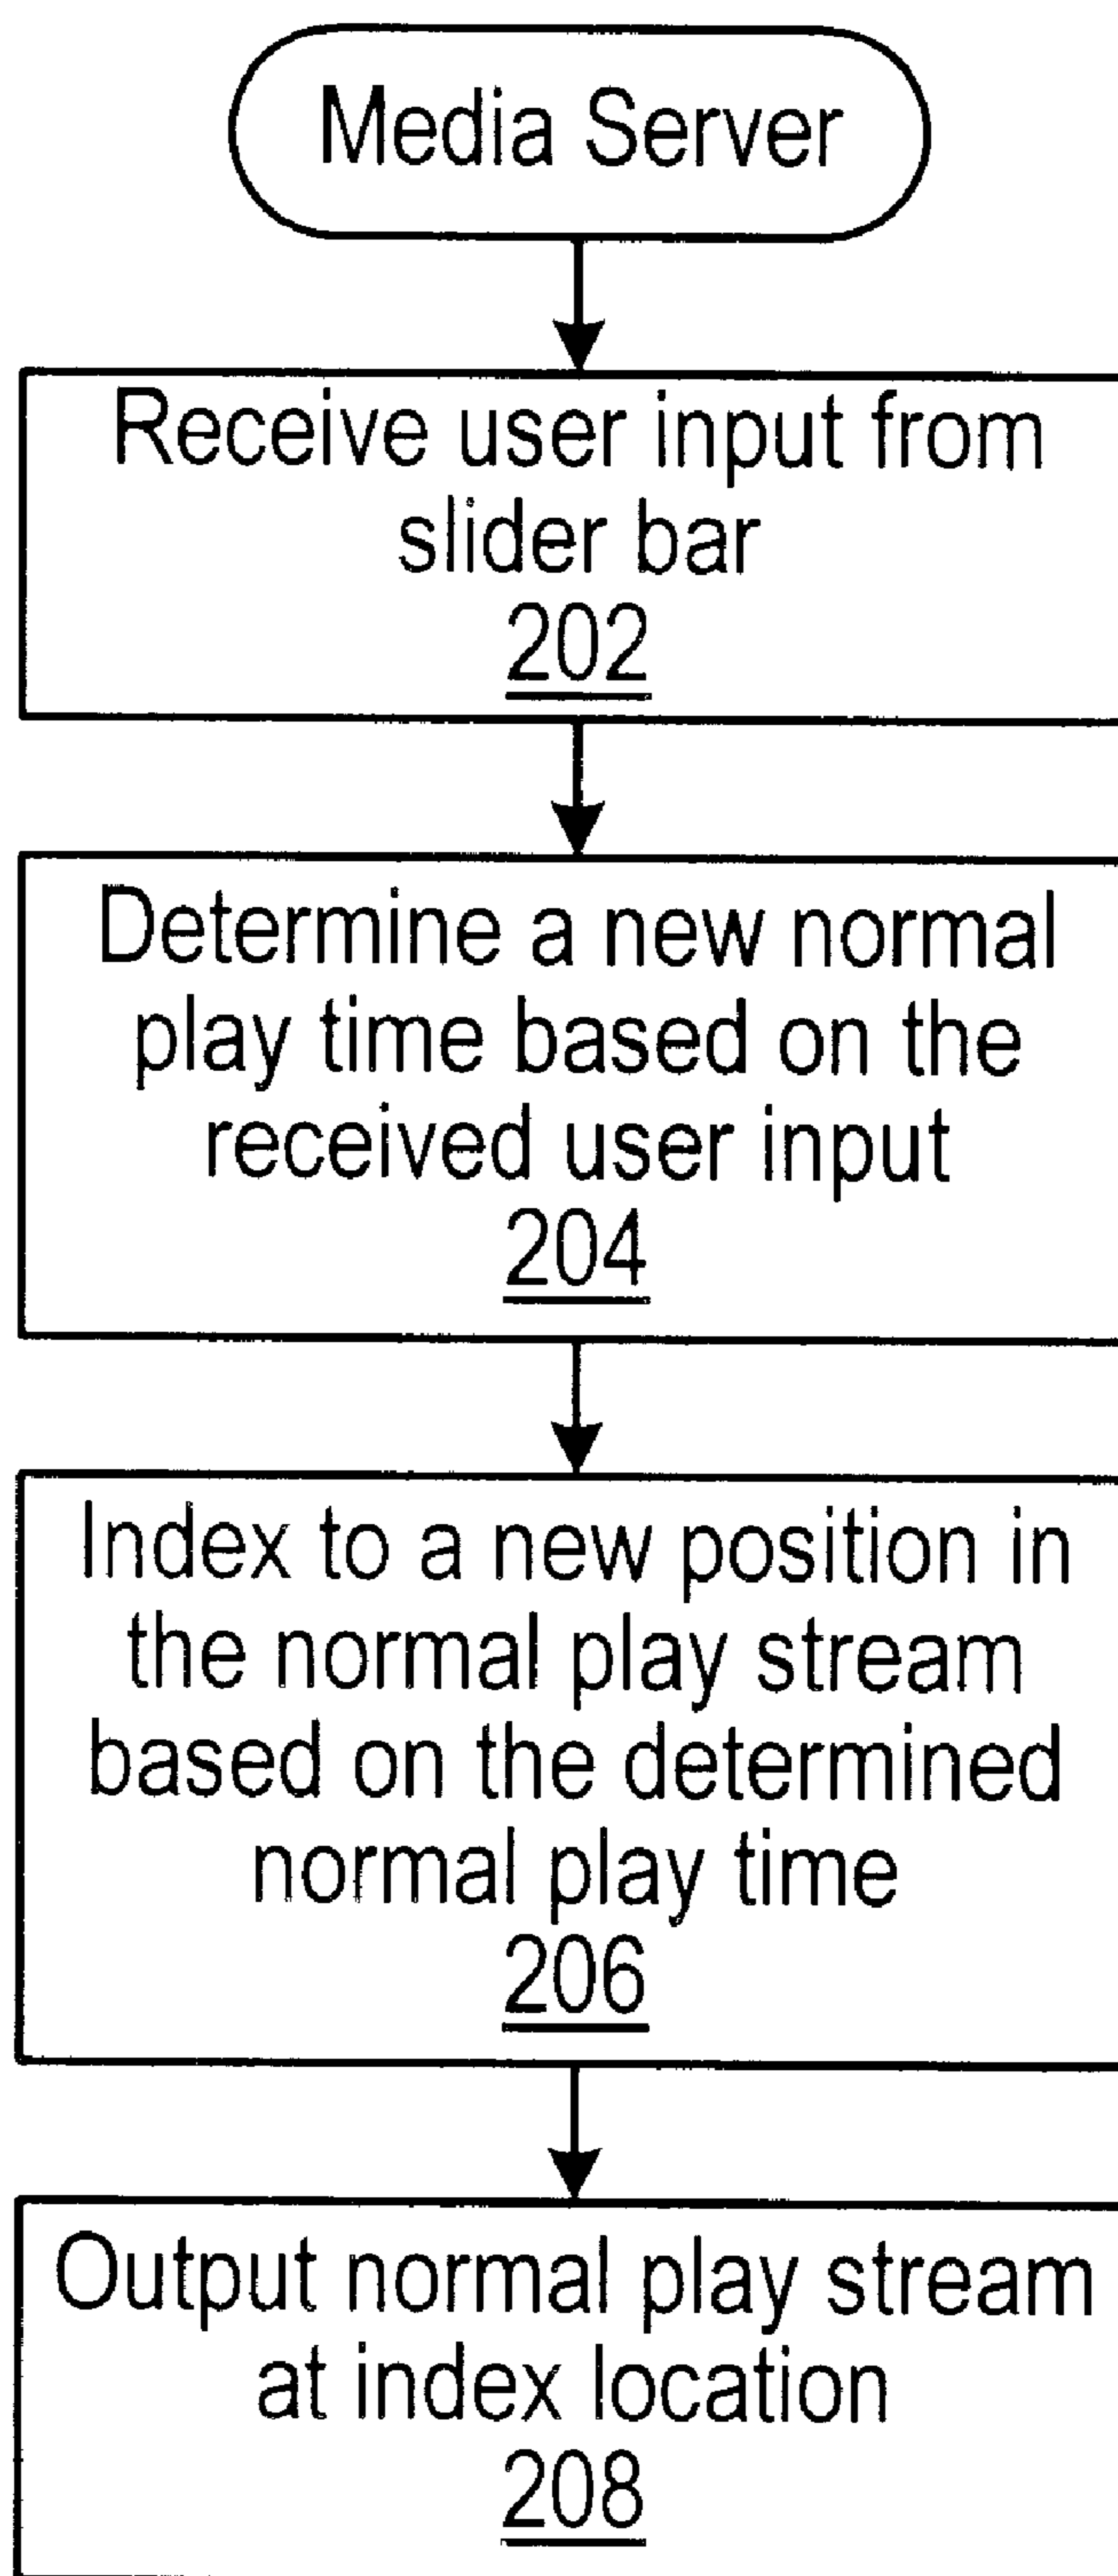 Media Server
Receive user input from
slider bar
202
Determine a new normal
play time based on the
received user input
204
Index to a new position in
the normal play stream
based on the determined
normal play time
206
Output normal play stream
at index location
208